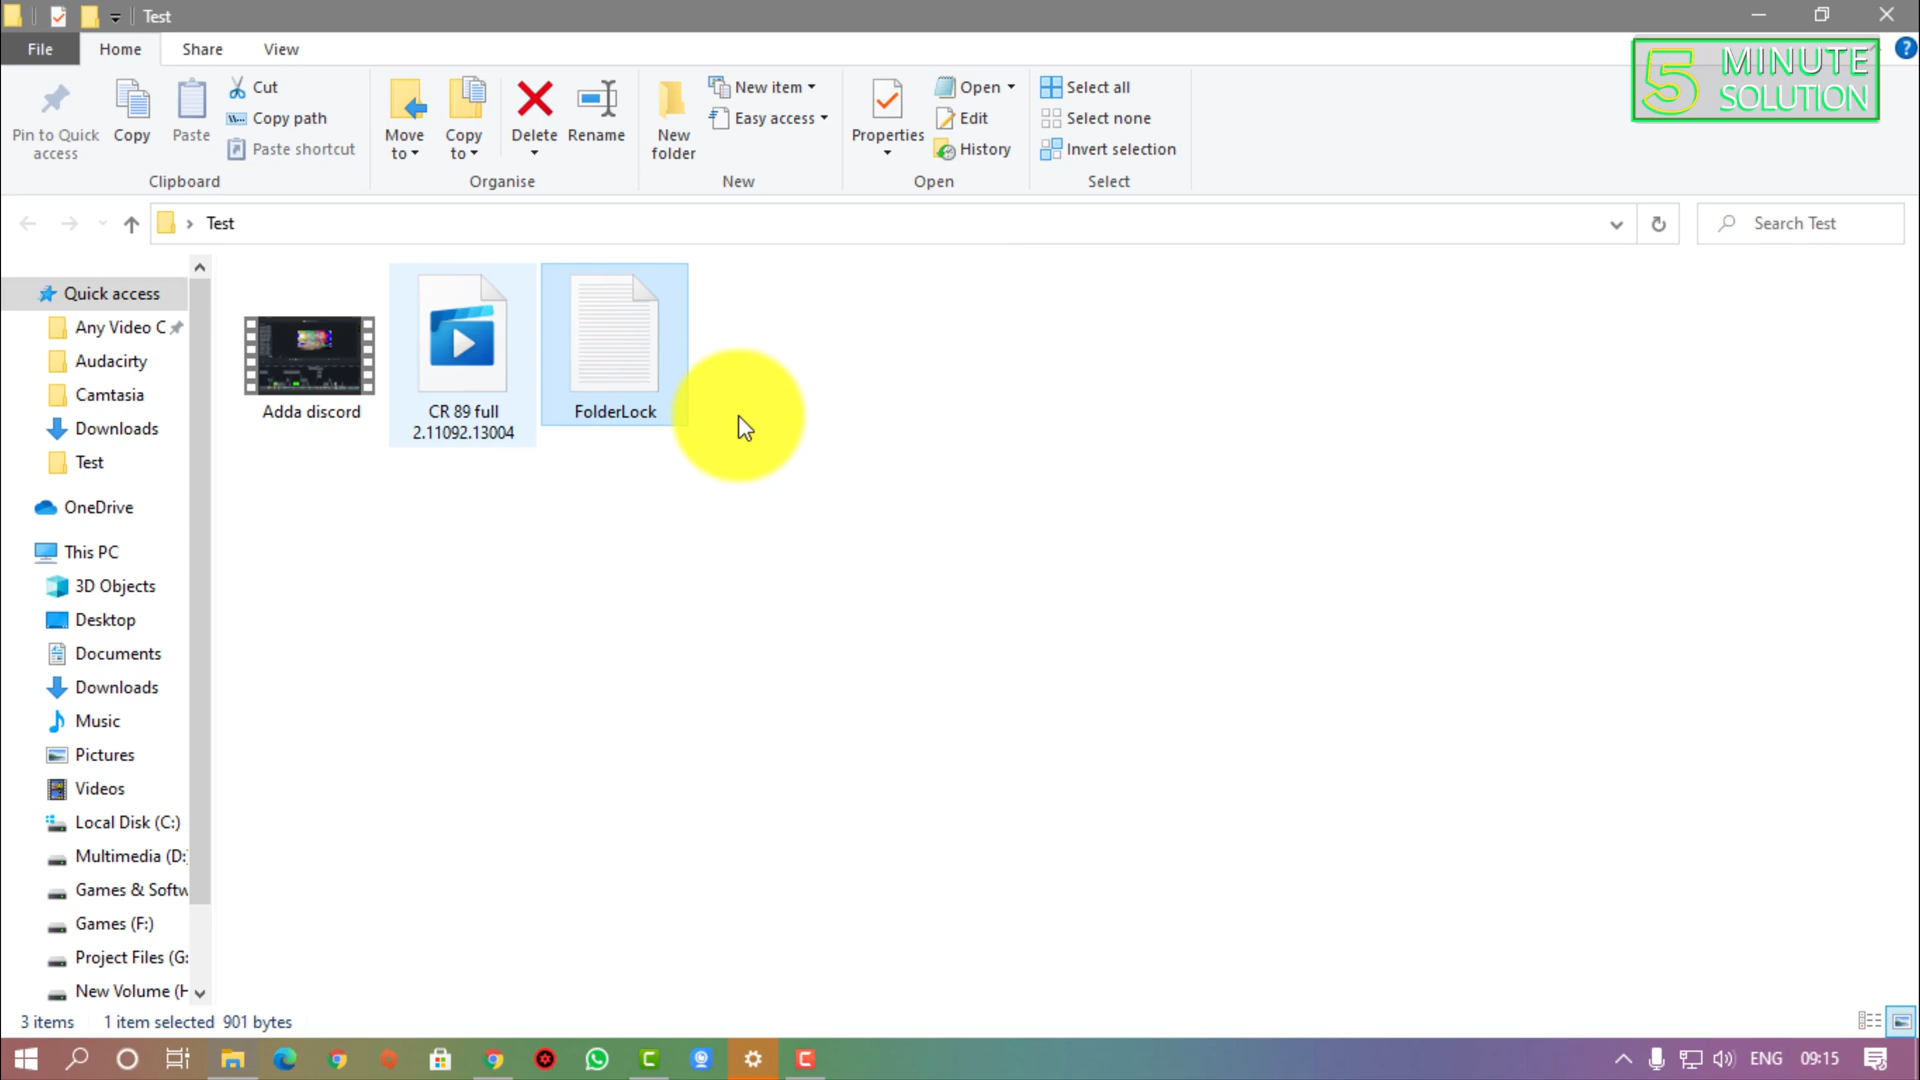 Test
File Home Share View
5 MINUTE SOLUTION
Pin to Quick access
Copy
Paste
Cut
Copy path
Paste shortcut
Move to
Copy to
Delete
Rename
New folder
New item
Easy access
Properties
Open
Edit
History
Select all
Select none
Invert selection
Clipboard Organise New Open Select
Test
Search Test
Quick access
Any Video C
Audacirty
Camtasia
Downloads
Test
OneDrive
This PC
3D Objects
Desktop
Documents
Downloads
Music
Pictures
Videos
Local Disk (C:)
Multimedia (D:
Games & Softw
Games (F:)
Project Files (G:
New Volume (H
Adda discord
CR 89 full
2.11092.13004
FolderLock
3 items 1 item selected 901 bytes
ENG 09:15